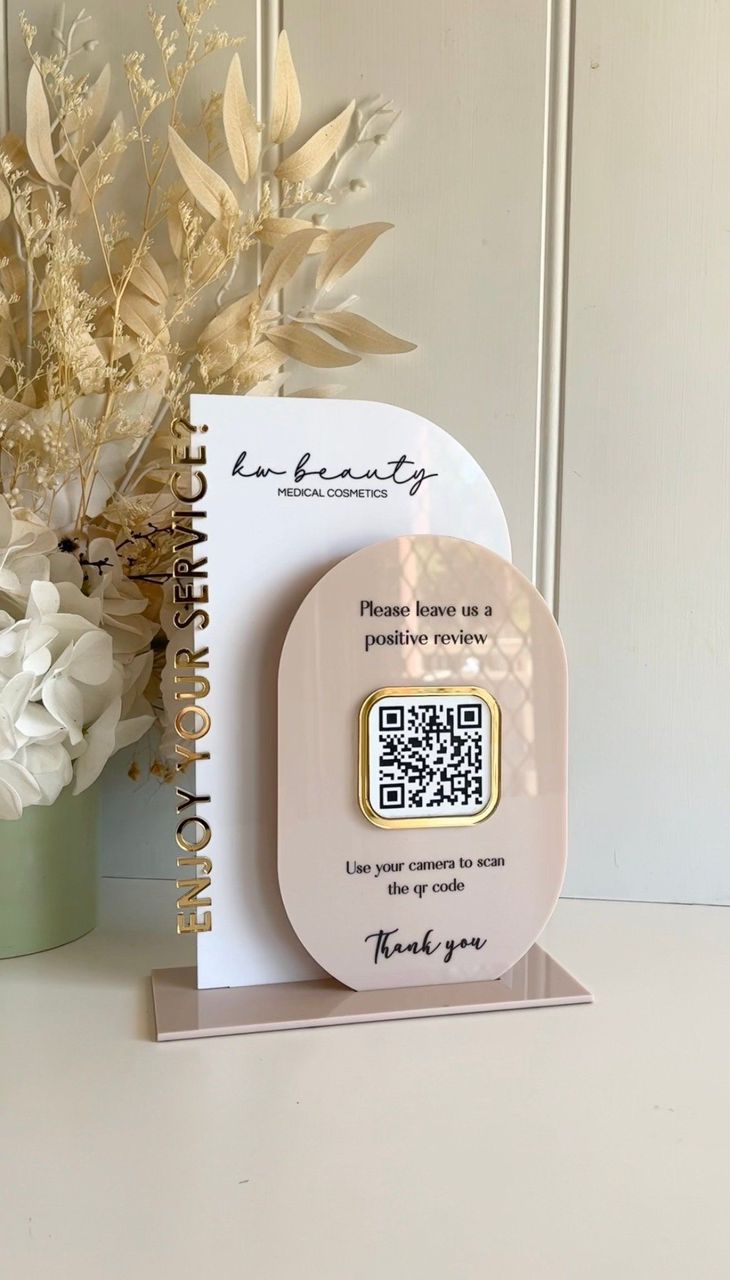 kw beauty
MEDICAL COSMETICS
ENJOY YOUR SERVICE?
Please leave us a
positive review
Use your camera to scan
the qr code
Thank you